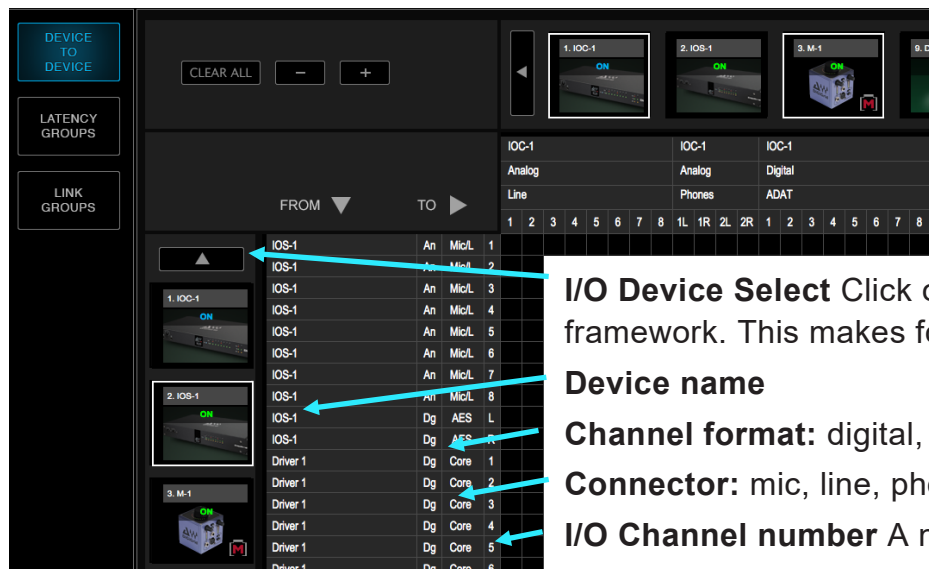 DEVICE
TO
DEVICE
LATENCY
GROUPS
LINK
GROUPS
CLEAR ALL - +
FROM TO
1. IOC-1
ON
2. IOS-1
ON
3. M-1
ON
M
9. D
IOC-1 IOC-1 IOC-1
Analog Analog Digital
Line Phones ADAT
1 2 3 4 5 6 7 8 1L 1R 2L 2R 1 2 3 4 5 6 7 8
1. IOC-1
ON
2. IOS-1
ON
3. M-1
ON
M
IOS-1 An Mic/L 1
IOS-1 An Mic/L 2
IOS-1 An Mic/L 3
IOS-1 An Mic/L 4
IOS-1 An Mic/L 5
IOS-1 An Mic/L 6
IOS-1 An Mic/L 7
IOS-1 An Mic/L 8
IOS-1 Dg AES L
IOS-1 Dg AES R
Driver 1 Dg Core 1
Driver 1 Dg Core 2
Driver 1 Dg Core 3
Driver 1 Dg Core 4
Driver 1 Dg Core 5
Driver 1 Dg Core 6
I/O Device Select Click
framework. This makes
Device name
Channel format: digital,
Connector: mic, line,
I/O Channel number A